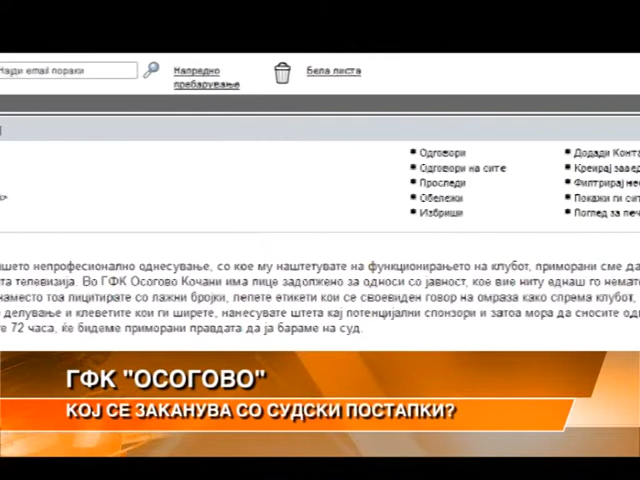 Најди email пораки
Напредно
пребарување
Бела листа
Одговори
Додади Конта
Одговори на сите
Креирај завед
Проследи
Филтрирај нес
Обележи
Покажи ги сит
Избриши
Поглед за печ
шето непрофесионално однесување, со кое му наштетувате на функционирањето на клубот, приморани сме да
та телевизија. Во ГФК Осогово Кочани има лице задолжено за односи со јавност, кое вие ниту еднаш го немате
наместо тоа лицитирате со лажни бројки, лепете етикети кои се своевиден говор на омраза како спрема клубот,
делување и клеветите кои ги ширете, нанесувате штета кај потенцијални спонзори и затоа мора да сносите од
те 72 часа, ќе бидеме приморани правдата да ја бараме на суд.
ГФК "ОСОГОВО"
КОЈ СЕ ЗАКАНУВА СО СУДСКИ ПОСТАПКИ?